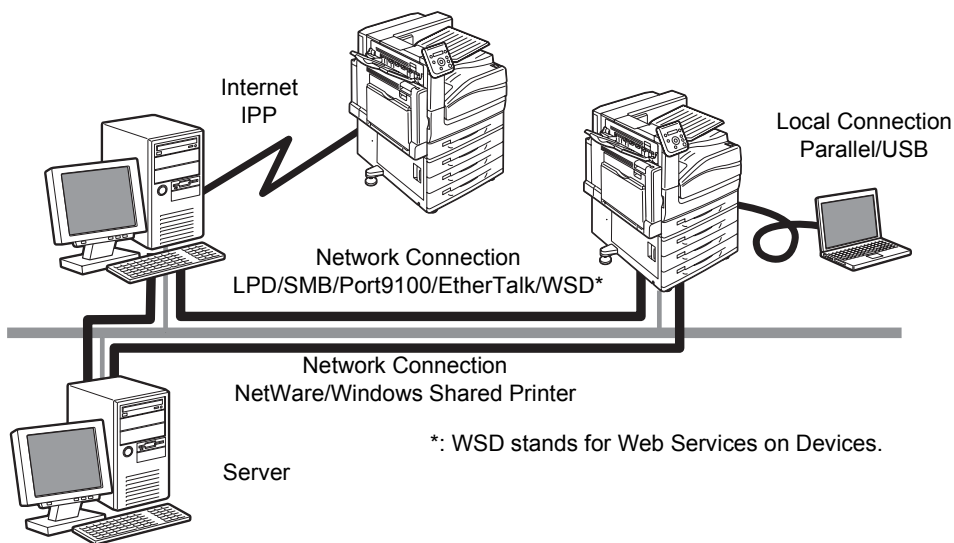 Internet
IPP
Local Connection
Parallel/USB
Network Connection
LPD/SMB/Port9100/EtherTalk/WSD*
Network Connection
NetWare/Windows Shared Printer
*: WSD stands for Web Services on Devices.
Server